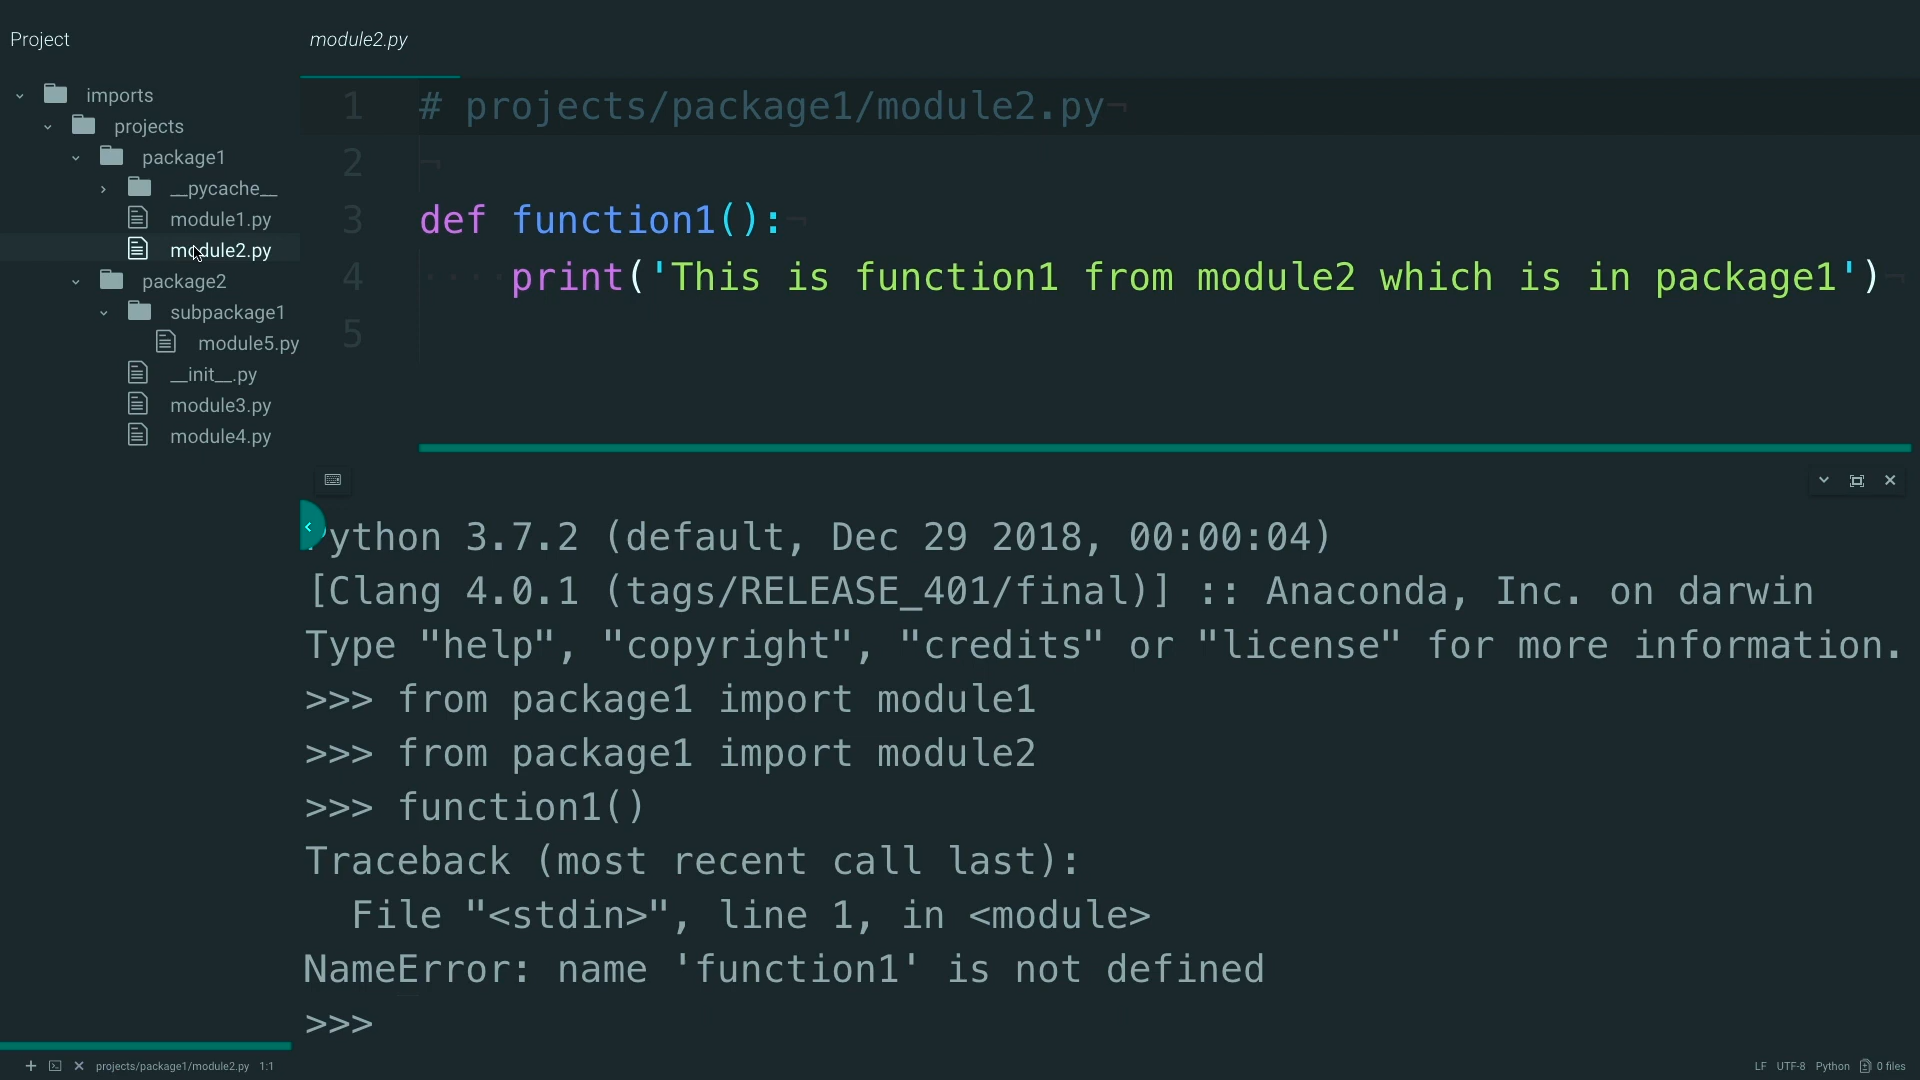 Project
module2.py
imports
projects
package1
__pycache__
module1.py
module2.py
package2
subpackage1
module5.py
__init__.py
module3.py
module4.py
1 # projects/package1/module2.py¬
2 ¬
3 def function1():¬
4 ····print('This is function1 from module2 which is in package1')¬
5
Python 3.7.2 (default, Dec 29 2018, 00:00:04)
[Clang 4.0.1 (tags/RELEASE_401/final)] :: Anaconda, Inc. on darwin
Type "help", "copyright", "credits" or "license" for more information.
>>> from package1 import module1
>>> from package1 import module2
>>> function1()
Traceback (most recent call last):
  File "<stdin>", line 1, in <module>
NameError: name 'function1' is not defined
>>>
projects/package1/module2.py 1:1 LF UTF-8 Python 0 files